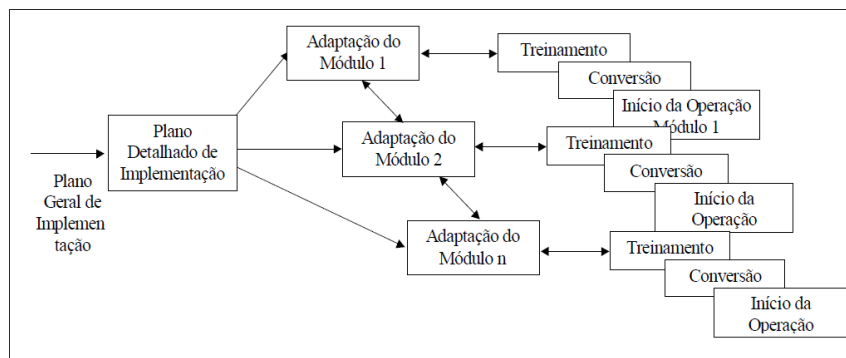 Adaptação do
Módulo 1
Treinamento
Conversão
Início da Operação
Módulo 1
Plano
Detalhado de
Implementação
Plano
Geral de
Implemen
tação
Adaptação do
Módulo 2
Treinamento
Conversão
Início da
Operação
Adaptação do
Módulo n
Treinamento
Conversão
Início da
Operação